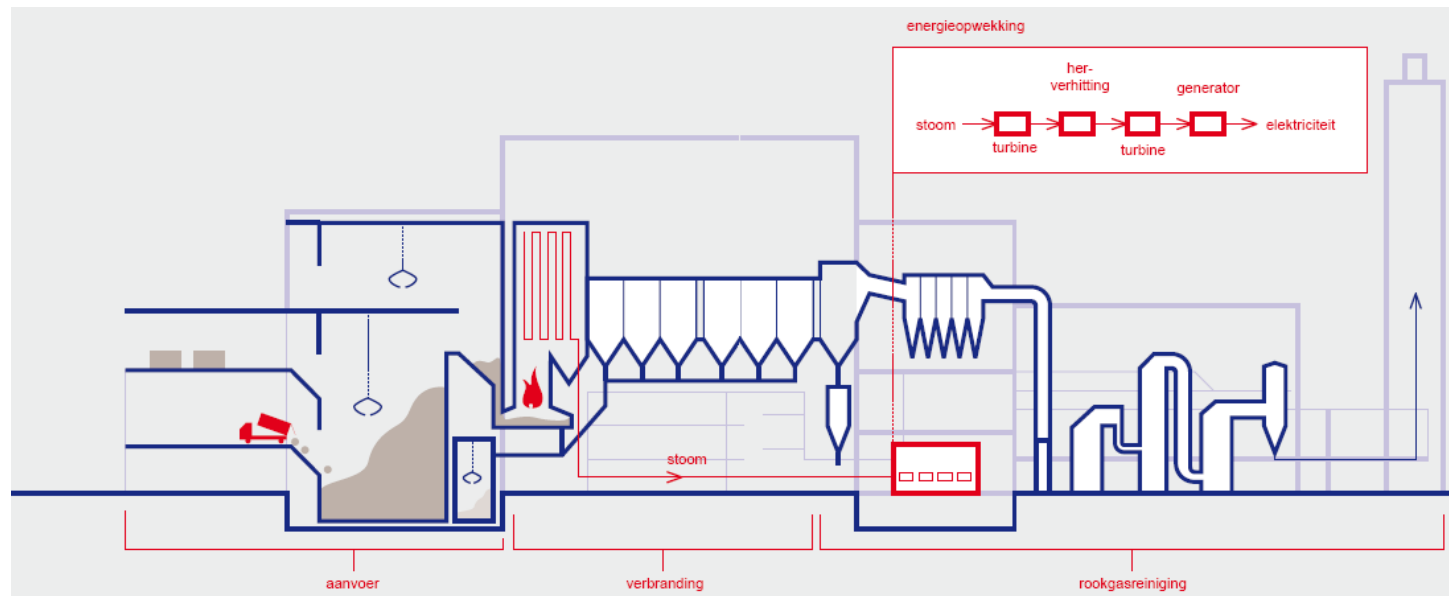 energieopwekking
her-
verhitting
generator
stoom
elektriciteit
turbine
turbine
stoom
aanvoer
verbranding
rookgasreiniging